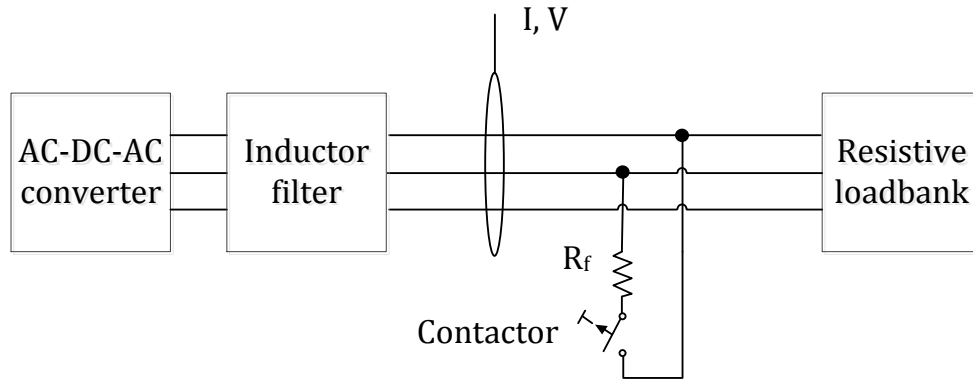 I, V
AC-DC-AC
converter
Inductor
filter
Resistive
loadbank
Rf
Contactor